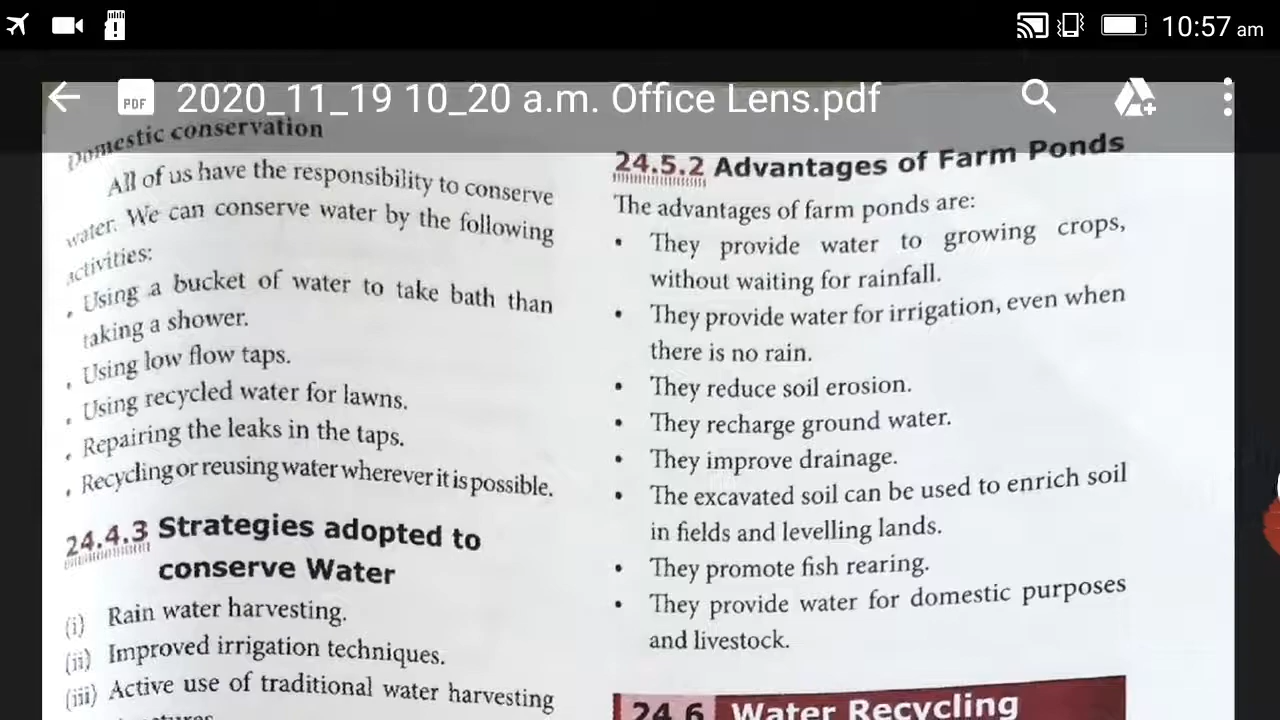 10:57 am
PDF
2020_11_19 10_20 a.m. Office Lens.pdf
Domestic conservation
All of us have the responsibility to conserve
water. We can conserve water by the following
activities:
• Using a bucket of water to take bath than
taking a shower.
• Using low flow taps.
• Using recycled water for lawns.
• Repairing the leaks in the taps.
• Recycling or reusing water wherever it is possible.
24.4.3 Strategies adopted to
conserve Water
(i) Rain water harvesting.
(ii) Improved irrigation techniques.
(iii) Active use of traditional water harvesting
24.5.2 Advantages of Farm Ponds
The advantages of farm ponds are:
• They provide water to growing crops,
without waiting for rainfall.
• They provide water for irrigation, even when
there is no rain.
• They reduce soil erosion.
• They recharge ground water.
• They improve drainage.
• The excavated soil can be used to enrich soil
in fields and levelling lands.
• They promote fish rearing.
• They provide water for domestic purposes
and livestock.
24.6 Water Recycling